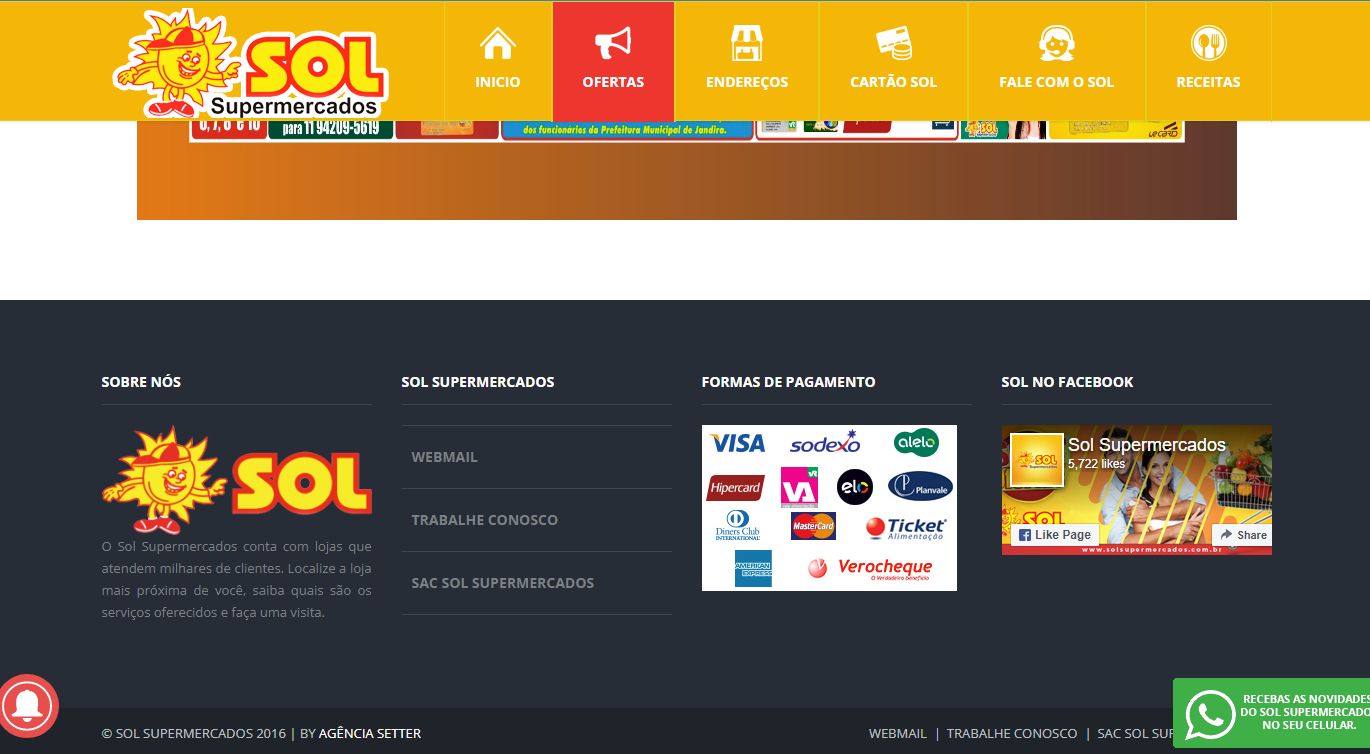 SOL
Supermercados
INICIO
OFERTAS
ENDEREÇOS
CARTÃO SOL
FALE COM O SOL
RECEITAS
para 11 94209-5619
dos funcionários da Prefeitura Municipal de Jandira.
SOBRE NÓS
SOL
O Sol Supermercados conta com lojas que
atendem milhares de clientes. Localize a loja
mais próxima de você, saiba quais são os
serviços oferecidos e faça uma visita.
SOL SUPERMERCADOS
WEBMAIL
TRABALHE CONOSCO
SAC SOL SUPERMERCADOS
FORMAS DE PAGAMENTO
VISA sodexo alelo
Hipercard VR VA elo Planvale
Diners Club
INTERNATIONAL
MasterCard
Ticket
Alimentação
AMERICAN
EXPRESS
Verocheque
O Verdadeiro benefício
SOL NO FACEBOOK
Sol Supermercados
5,722 likes
SOL
Like Page
Share
www.solsupermercados.com.br
RECEBAS AS NOVIDADES
DO SOL SUPERMERCADO
NO SEU CELULAR.
© SOL SUPERMERCADOS 2016 | BY AGÊNCIA SETTER
WEBMAIL | TRABALHE CONOSCO | SAC SOL SUP